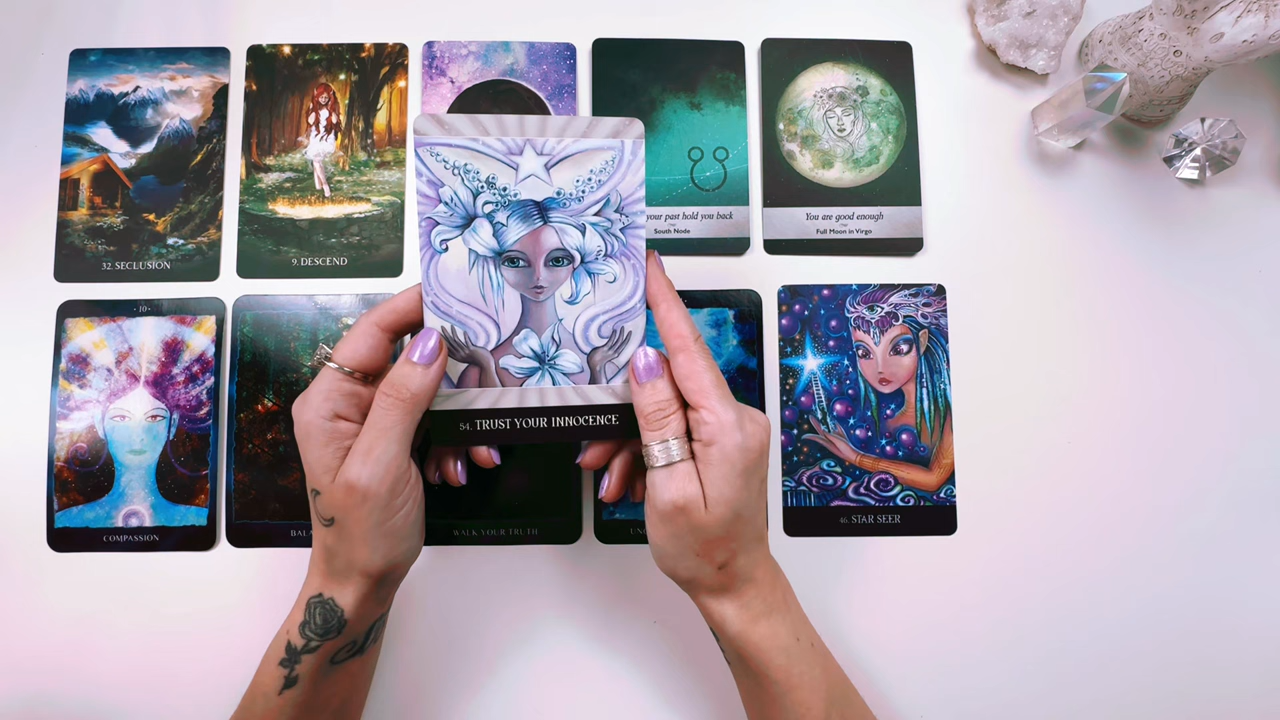 32. SECLUSION
9. DESCEND
your past hold you back
South Node
You are good enough
Full Moon in Virgo
54. TRUST YOUR INNOCENCE
-10-
COMPASSION
WALK YOUR TRUTH
46. STAR SEER